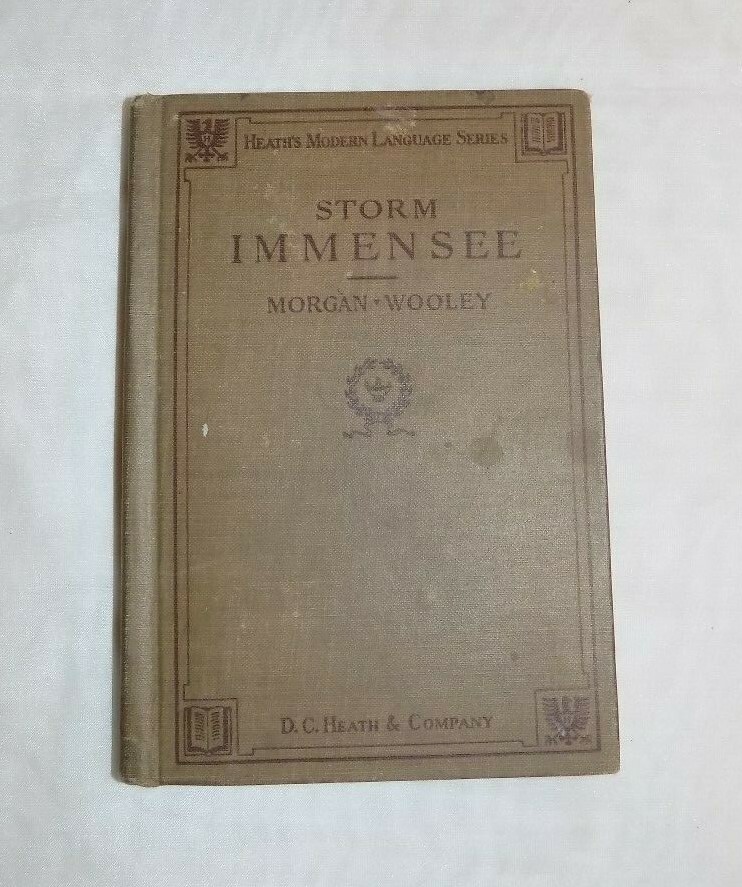 HEATH'S MODERN LANGUAGE SERIES
STORM
IMMENSEE
MORGAN · WOOLEY
D. C. HEATH & COMPANY